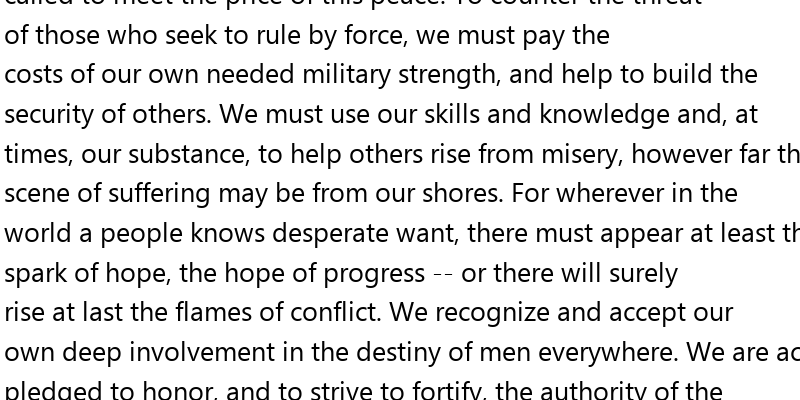 called to meet the price of this peace. To counter the threat
of those who seek to rule by force, we must pay the
costs of our own needed military strength, and help to build the
security of others. We must use our skills and knowledge and, at
times, our substance, to help others rise from misery, however far th
scene of suffering may be from our shores. For wherever in the
world a people knows desperate want, there must appear at least th
spark of hope, the hope of progress -- or there will surely
rise at last the flames of conflict. We recognize and accept our
own deep involvement in the destiny of men everywhere. We are ac
pledged to honor, and to strive to fortify, the authority of the